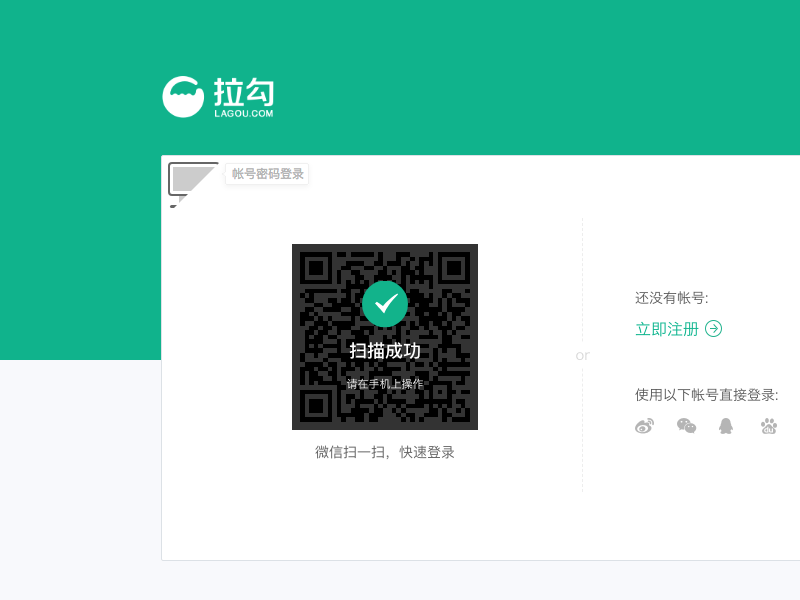 拉勾
LAGOU.COM
帐号密码登录
扫描成功
请在手机上操作
微信扫一扫，快速登录
or
还没有帐号:
立即注册
使用以下帐号直接登录:
du